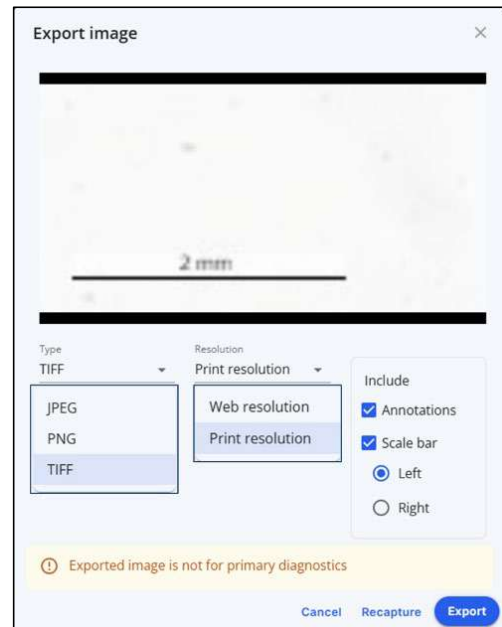 Export image
2 mm
Type
TIFF
JPEG
PNG
TIFF
Resolution
Print resolution
Web resolution
Print resolution
Include
Annotations
Scale bar
Left
Right
Exported image is not for primary diagnostics
Cancel Recapture Export